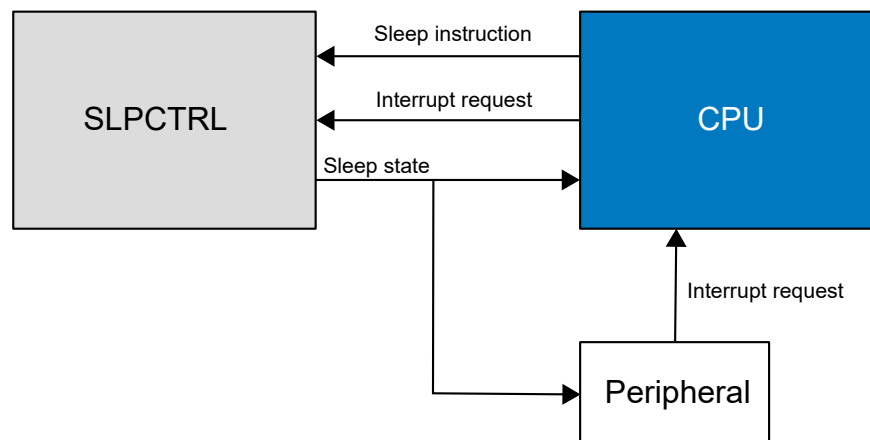 Sleep instruction
SLPCTRL
Interrupt request
CPU
Sleep state
Interrupt request
Peripheral